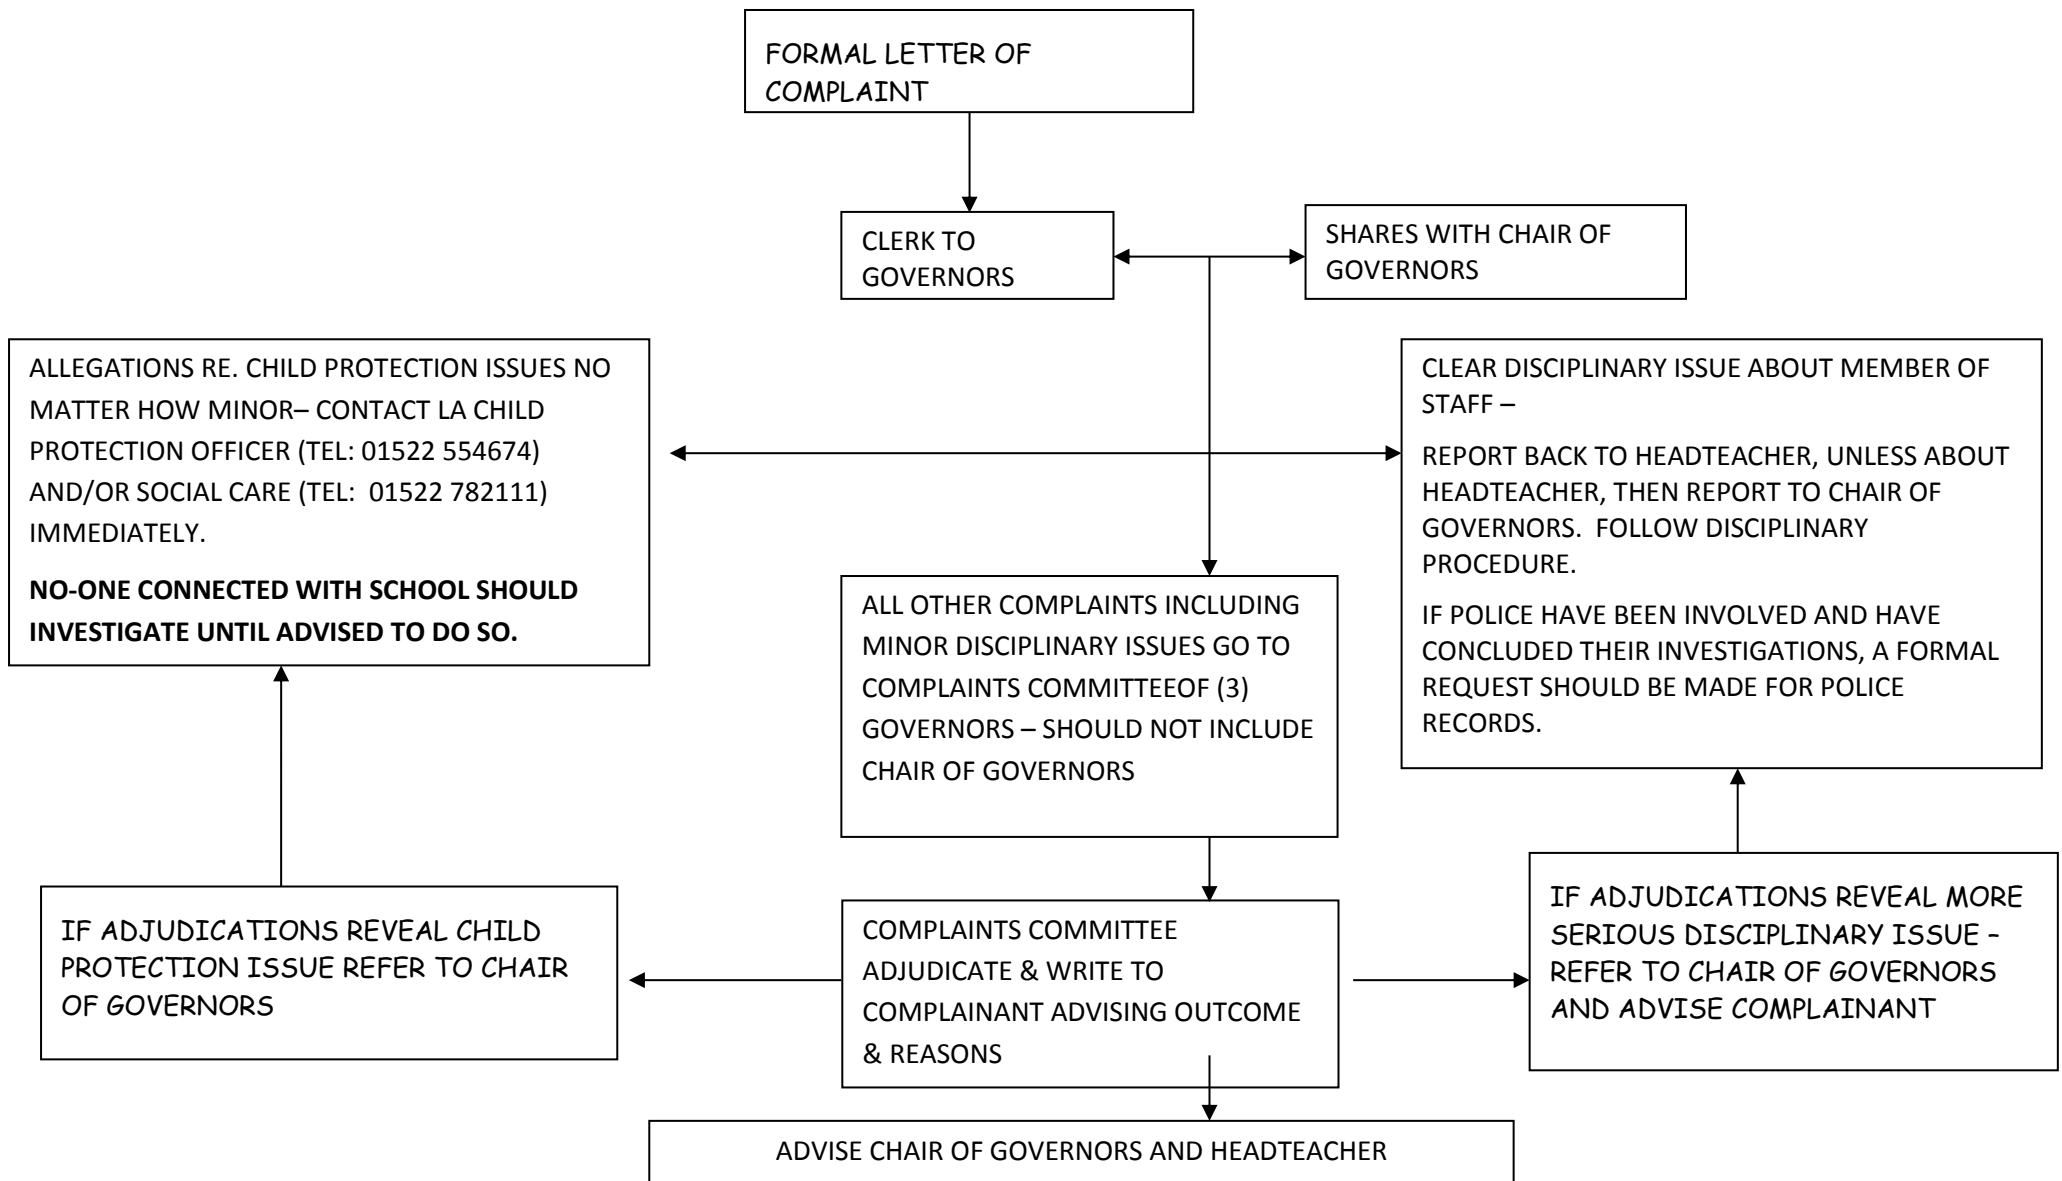 FORMAL LETTER OF
COMPLAINT
CLERK TO
GOVERNORS
SHARES WITH CHAIR OF
GOVERNORS
ALLEGATIONS RE. CHILD PROTECTION ISSUES NO
MATTER HOW MINOR– CONTACT LA CHILD
PROTECTION OFFICER (TEL: 01522 554674)
AND/OR SOCIAL CARE (TEL:  01522 782111)
IMMEDIATELY.
NO-ONE CONNECTED WITH SCHOOL SHOULD
INVESTIGATE UNTIL ADVISED TO DO SO.
CLEAR DISCIPLINARY ISSUE ABOUT MEMBER OF
STAFF –
REPORT BACK TO HEADTEACHER, UNLESS ABOUT
HEADTEACHER, THEN REPORT TO CHAIR OF
GOVERNORS.  FOLLOW DISCIPLINARY
PROCEDURE.
IF POLICE HAVE BEEN INVOLVED AND HAVE
CONCLUDED THEIR INVESTIGATIONS, A FORMAL
REQUEST SHOULD BE MADE FOR POLICE
RECORDS.
ALL OTHER COMPLAINTS INCLUDING
MINOR DISCIPLINARY ISSUES GO TO
COMPLAINTS COMMITTEEOF (3)
GOVERNORS – SHOULD NOT INCLUDE
CHAIR OF GOVERNORS
IF ADJUDICATIONS REVEAL CHILD
PROTECTION ISSUE REFER TO CHAIR
OF GOVERNORS
COMPLAINTS COMMITTEE
ADJUDICATE & WRITE TO
COMPLAINANT ADVISING OUTCOME
& REASONS
IF ADJUDICATIONS REVEAL MORE
SERIOUS DISCIPLINARY ISSUE –
REFER TO CHAIR OF GOVERNORS
AND ADVISE COMPLAINANT
ADVISE CHAIR OF GOVERNORS AND HEADTEACHER